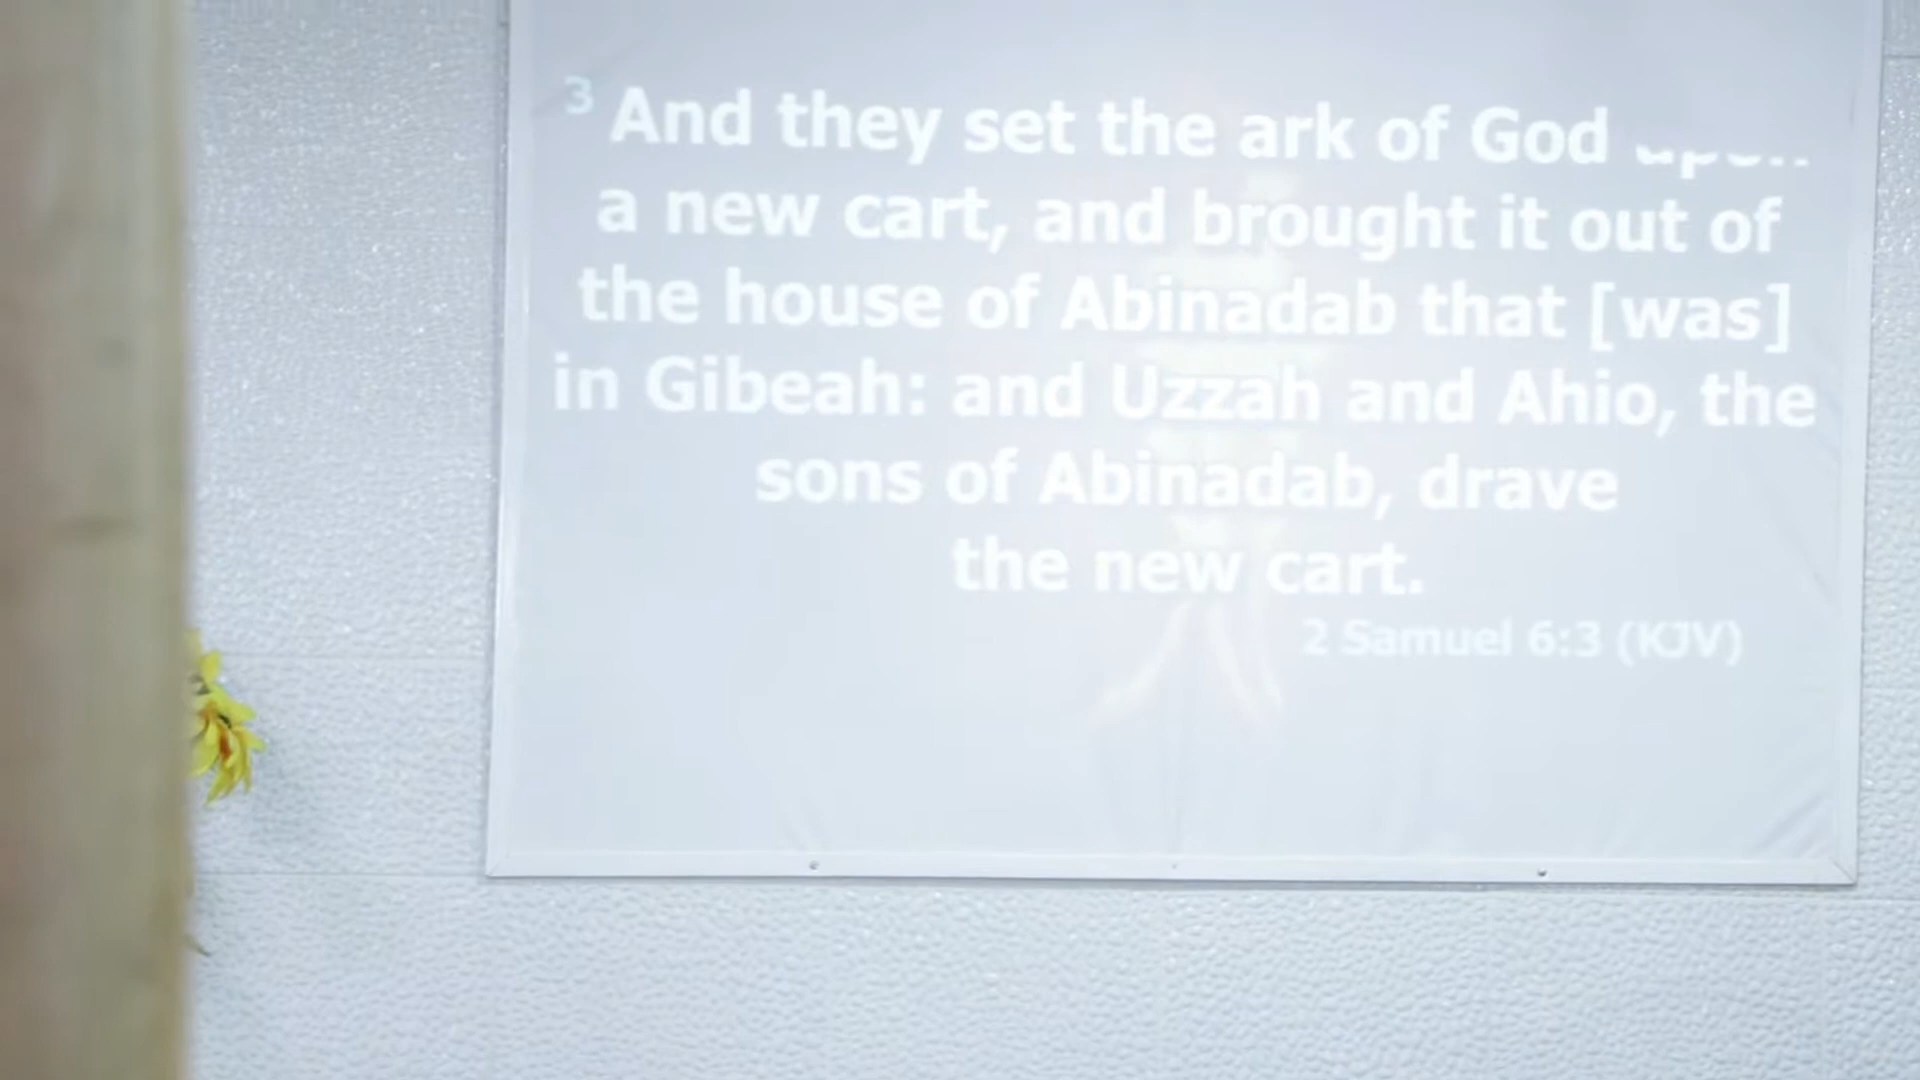 3 And they set the ark of God upon
a new cart, and brought it out of
the house of Abinadab that [was]
in Gibeah: and Uzzah and Ahio, the
sons of Abinadab, drave
the new cart.
2 Samuel 6:3 (KJV)